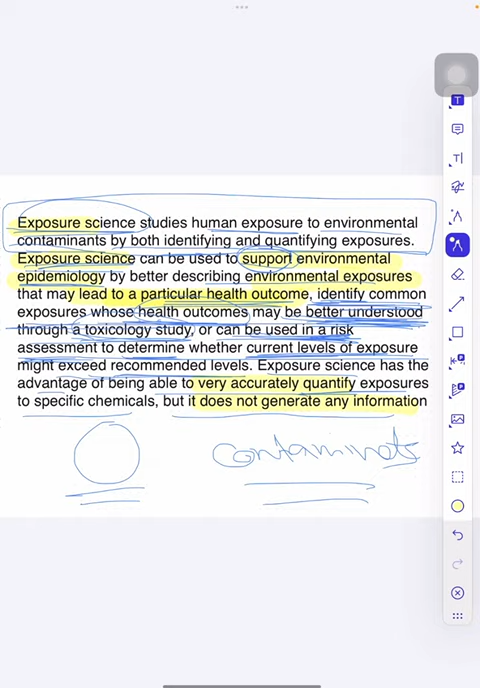 Exposure science studies human exposure to environmental
contaminants by both identifying and quantifying exposures.
Exposure science can be used to support environmental
epidemiology by better describing environmental exposures
that may lead to a particular health outcome, identify common
exposures whose health outcomes may be better understood
through a toxicology study, or can be used in a risk
assessment to determine whether current levels of exposure
might exceed recommended levels. Exposure science has the
advantage of being able to very accurately quantify exposures
to specific chemicals, but it does not generate any information
Contaminats